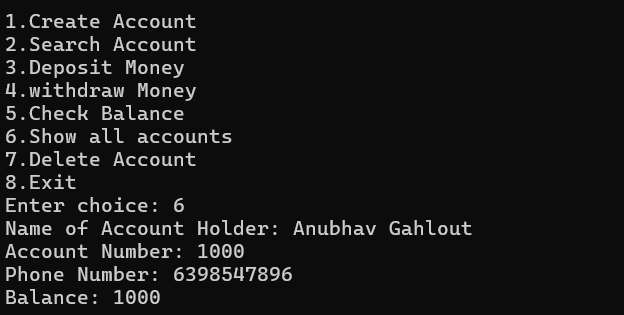 1.Create Account
2.Search Account
3.Deposit Money
4.withdraw Money
5.Check Balance
6.Show all accounts
7.Delete Account
8.Exit
Enter choice: 6
Name of Account Holder: Anubhav Gahlout
Account Number: 1000
Phone Number: 6398547896
Balance: 1000